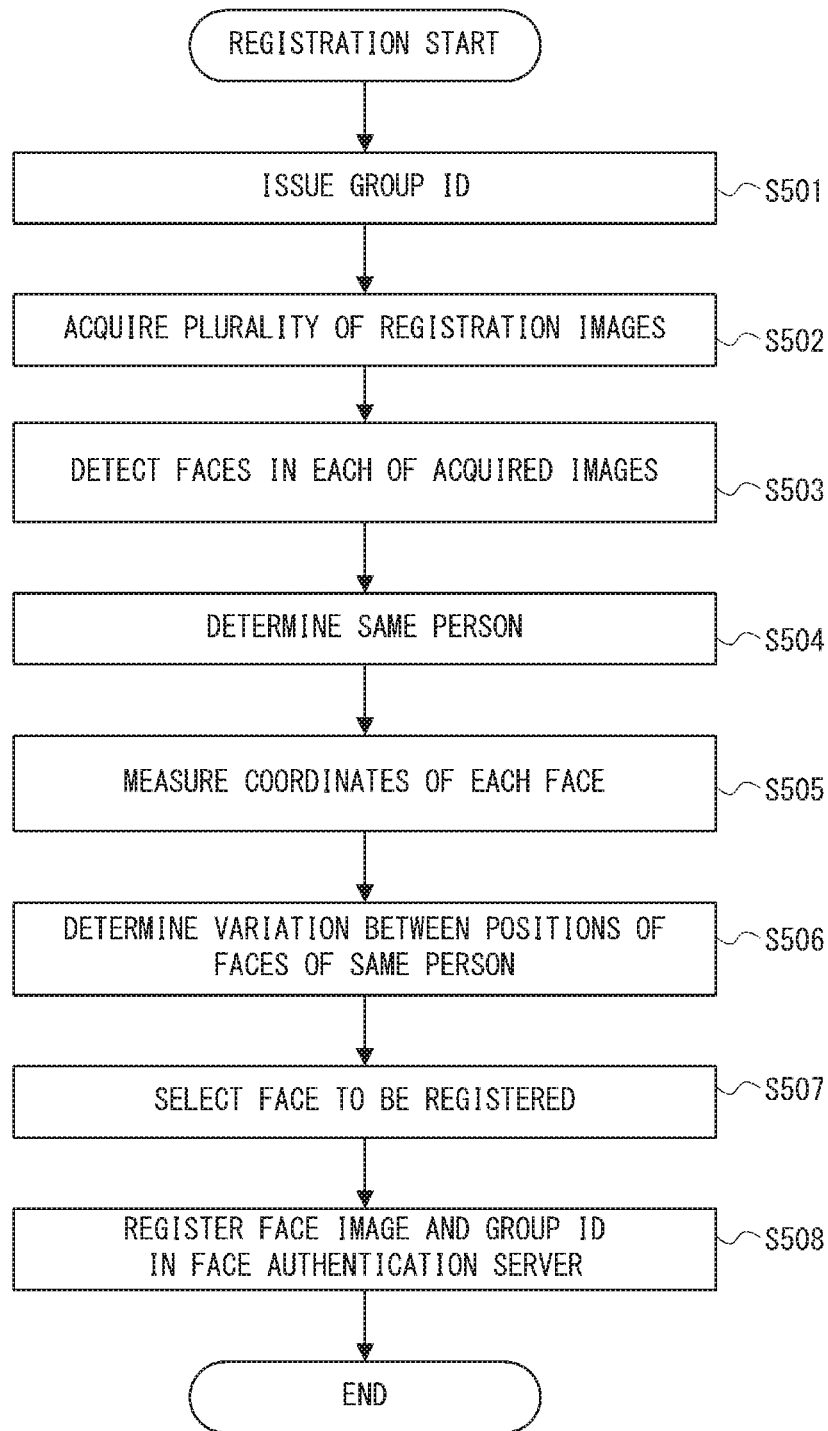 REGISTRATION START
ISSUE GROUP ID
S501
ACQUIRE PLURALITY OF REGISTRATION IMAGES
S502
DETECT FACES IN EACH OF ACQUIRED IMAGES
S503
DETERMINE SAME PERSON
S504
MEASURE COORDINATES OF EACH FACE
S505
DETERMINE VARIATION BETWEEN POSITIONS OF
FACES OF SAME PERSON
S506
SELECT FACE TO BE REGISTERED
S507
REGISTER FACE IMAGE AND GROUP ID
IN FACE AUTHENTICATION SERVER
S508
END